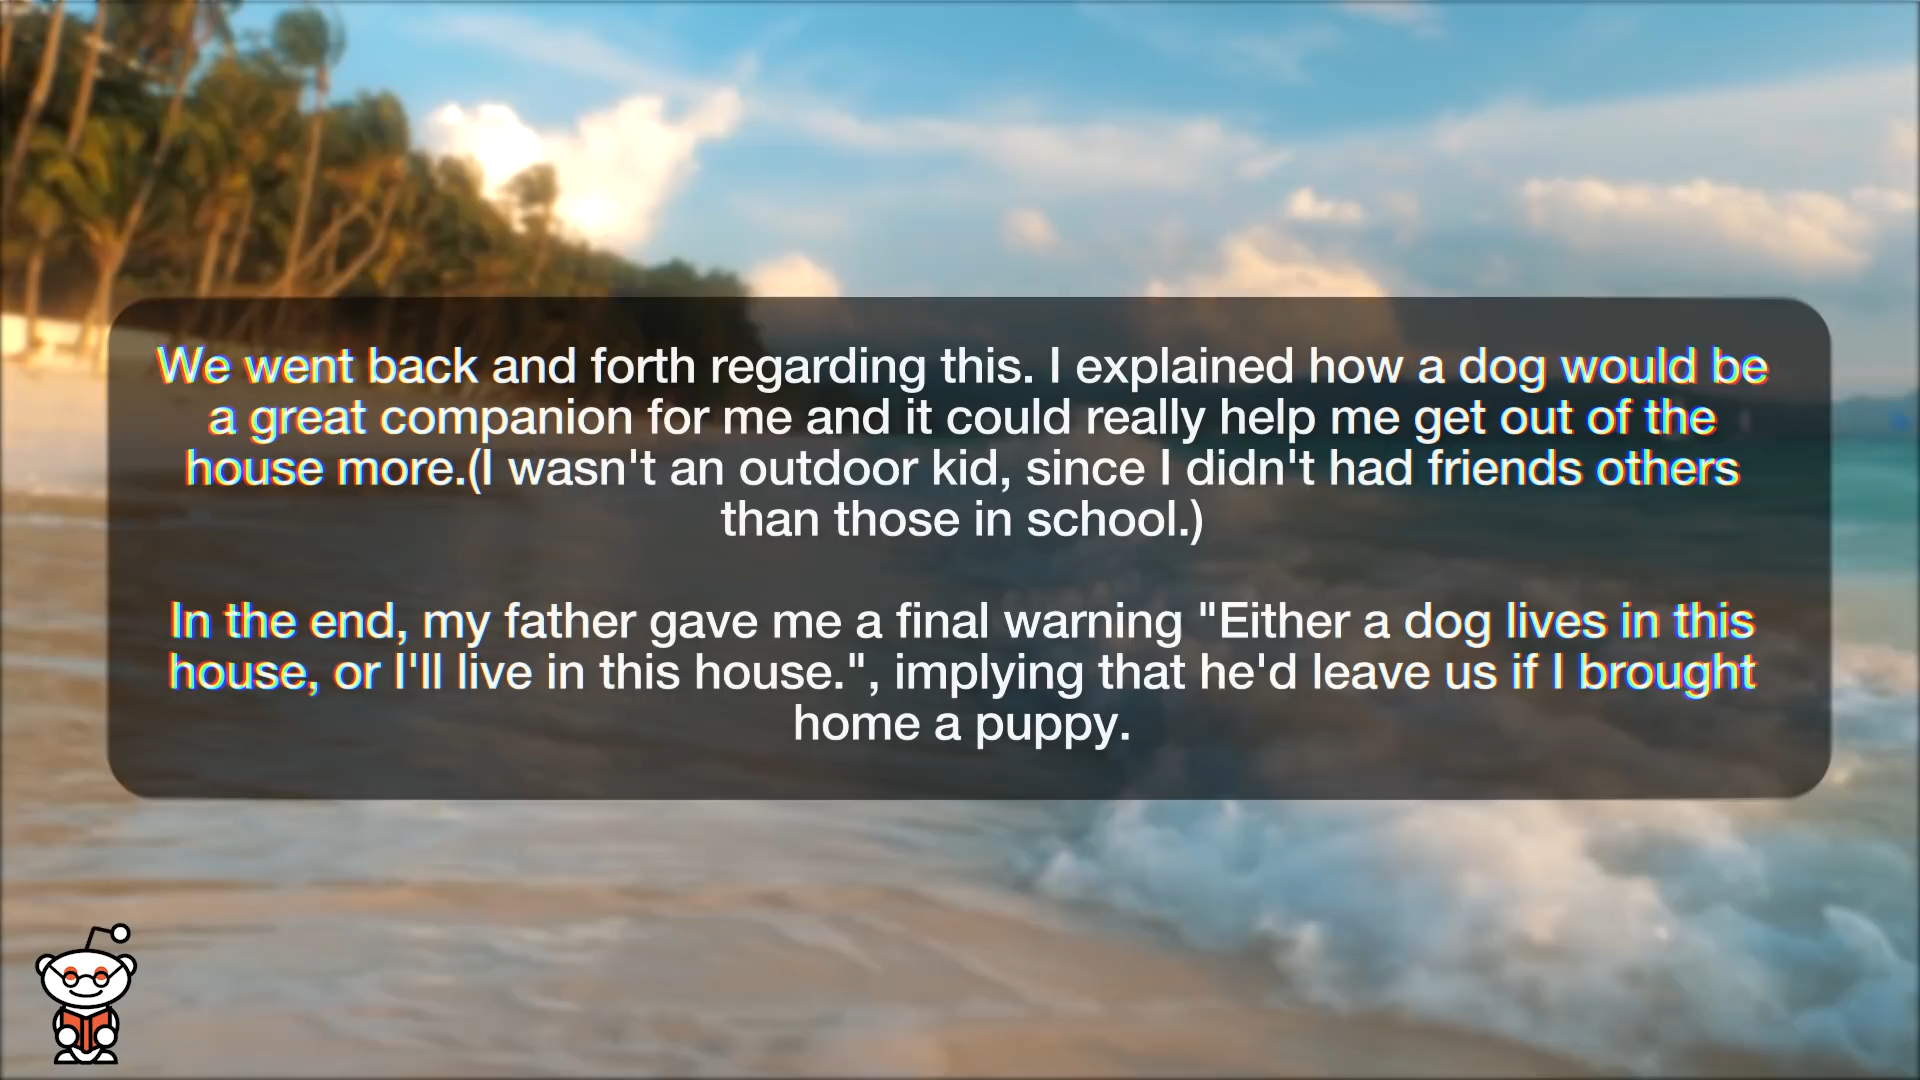 We went back and forth regarding this. I explained how a dog would be
a great companion for me and it could really help me get out of the
house more.(I wasn't an outdoor kid, since I didn't had friends others
than those in school.)
In the end, my father gave me a final warning "Either a dog lives in this
house, or I'll live in this house.", implying that he'd leave us if I brought
home a puppy.